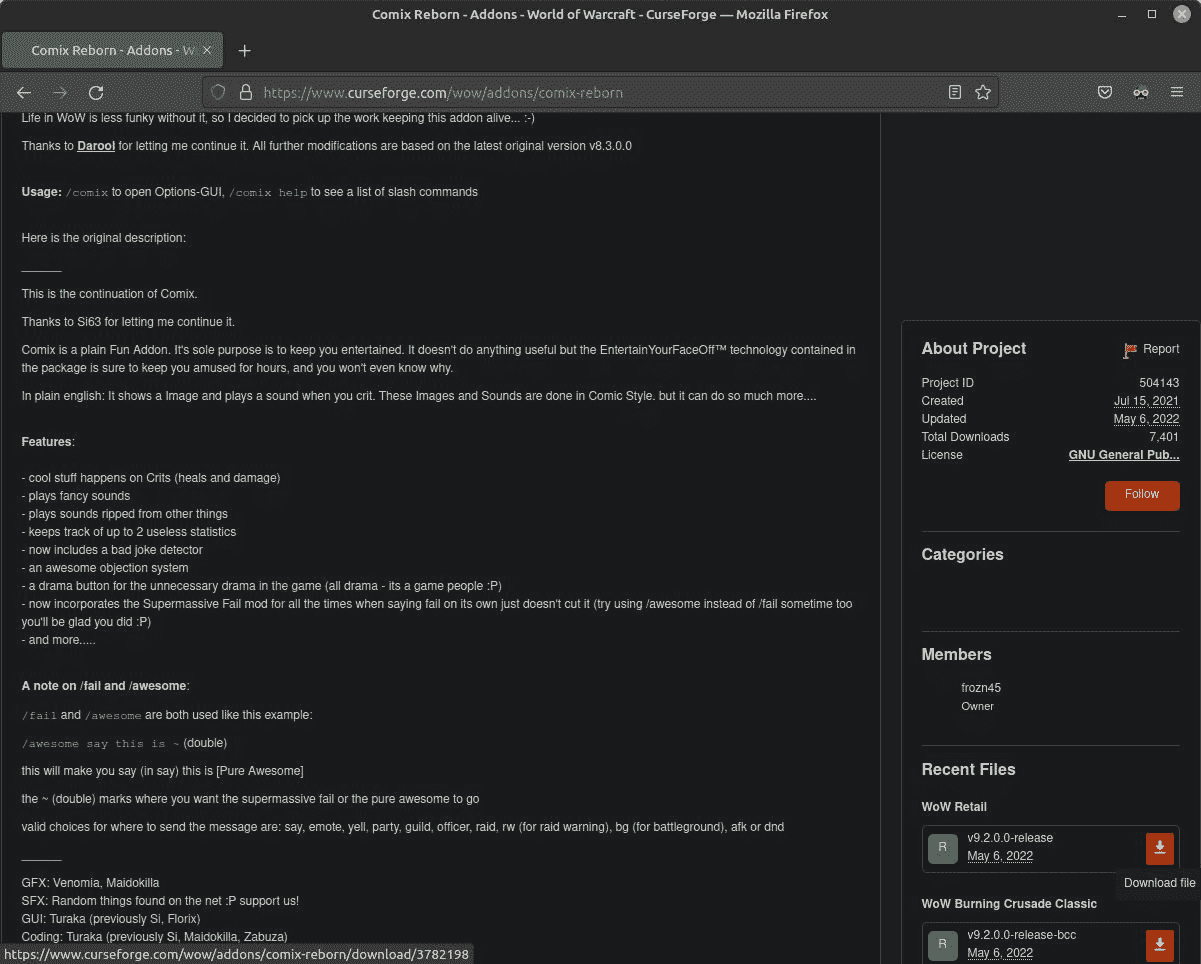 Comix Reborn - Addons - World of Warcraft - CurseForge — Mozilla Firefox
Comix Reborn - Addons - W
https://www.curseforge.com/wow/addons/comix-reborn
Life in WoW is less funky without it, so I decided to pick up the work keeping this addon alive... :-)
Thanks to Darool for letting me continue it. All further modifications are based on the latest original version v8.3.0.0
Usage: /comix to open Options-GUI, /comix help to see a list of slash commands
Here is the original description:
______
This is the continuation of Comix.
Thanks to Si63 for letting me continue it.
Comix is a plain Fun Addon. It's sole purpose is to keep you entertained. It doesn't do anything useful but the EntertainYourFaceOff™ technology contained in
the package is sure to keep you amused for hours, and you won't even know why.
In plain english: It shows a Image and plays a sound when you crit. These Images and Sounds are done in Comic Style. but it can do so much more....
Features:
- cool stuff happens on Crits (heals and damage)
- plays fancy sounds
- plays sounds ripped from other things
- keeps track of up to 2 useless statistics
- now includes a bad joke detector
- an awesome objection system
- a drama button for the unnecessary drama in the game (all drama - its a game people :P)
- now incorporates the Supermassive Fail mod for all the times when saying fail on its own just doesn't cut it (try using /awesome instead of /fail sometime too
you'll be glad you did :P)
- and more.....
A note on /fail and /awesome:
/fail and /awesome are both used like this example:
/awesome say this is ~ (double)
this will make you say (in say) this is [Pure Awesome]
the ~ (double) marks where you want the supermassive fail or the pure awesome to go
valid choices for where to send the message are: say, emote, yell, party, guild, officer, raid, rw (for raid warning), bg (for battleground), afk or dnd
______
GFX: Venomia, Maidokilla
SFX: Random things found on the net :P support us!
GUI: Turaka (previously Si, Florix)
Coding: Turaka (previously Si, Maidokilla, Zabuza)
https://www.curseforge.com/wow/addons/comix-reborn/download/3782198
About Project
Report
Project ID 504143
Created Jul 15, 2021
Updated May 6, 2022
Total Downloads 7,401
License GNU General Pub...
Follow
Categories
Members
frozn45
Owner
Recent Files
WoW Retail
R v9.2.0.0-release
May 6, 2022
Download file
WoW Burning Crusade Classic
R v9.2.0.0-release-bcc
May 6, 2022